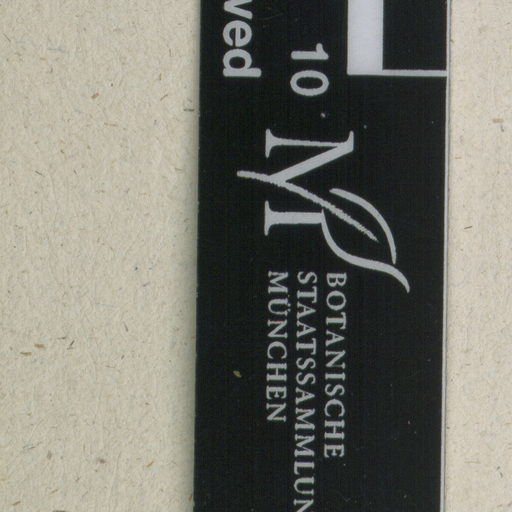 ved
10
BOTANISCHE
STAATSSAMMLUN
MÜNCHEN